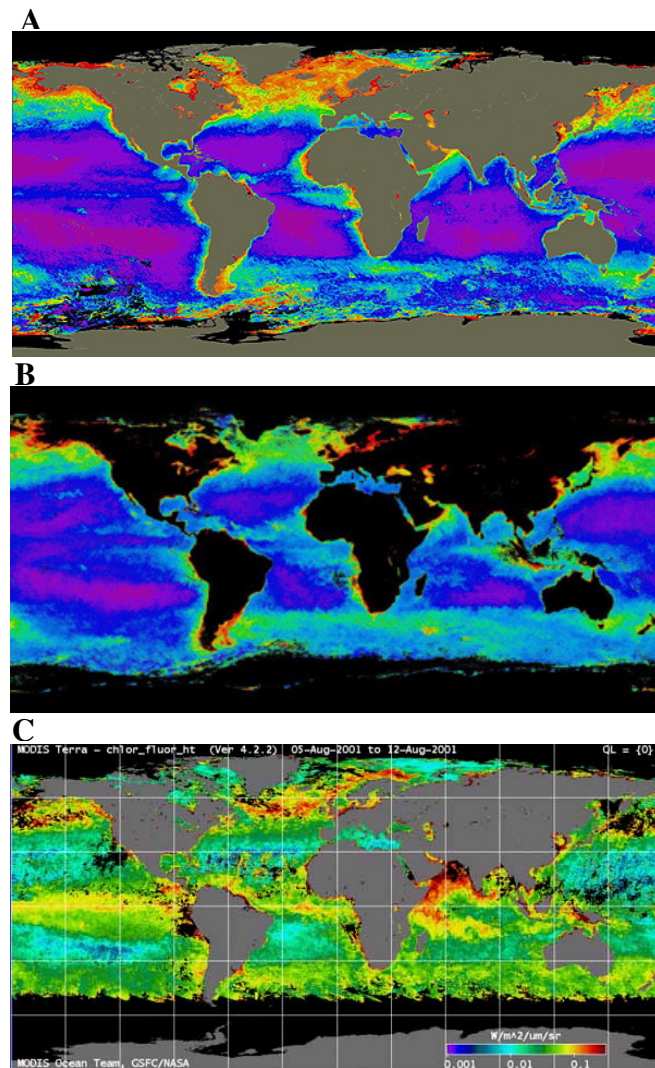 A
B
C
MODIS Terra - chlor_fluor_ht (Ver 4.2.2) 05-Aug-2001 to 12-Aug-2001 QL = {0}
W/m^2/um/sr
0.001 0.01 0.1
MODIS Ocean Team, GSFC/NASA